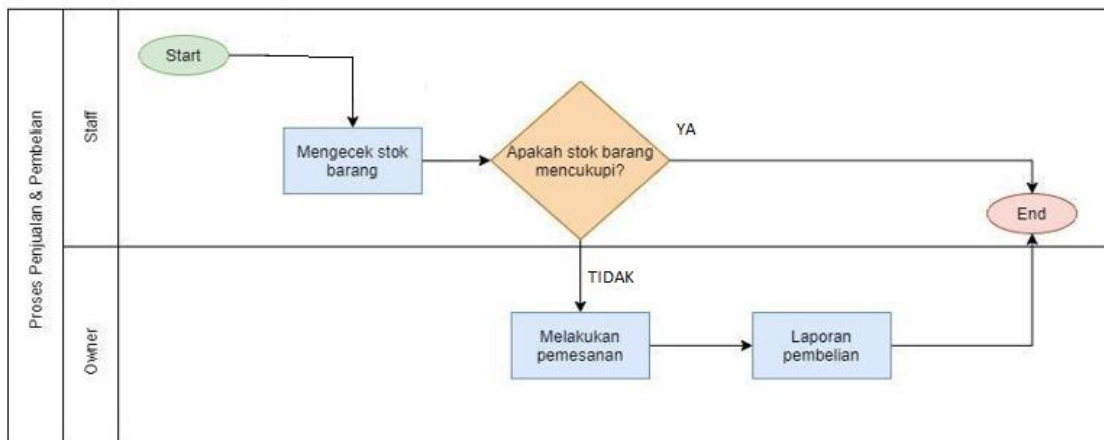 Proses Penjualan & Pembelian
Staff
Start
Mengecek stok
barang
Apakah stok barang
mencukupi?
YA
End
Owner
TIDAK
Melakukan
pemesanan
Laporan
pembelian